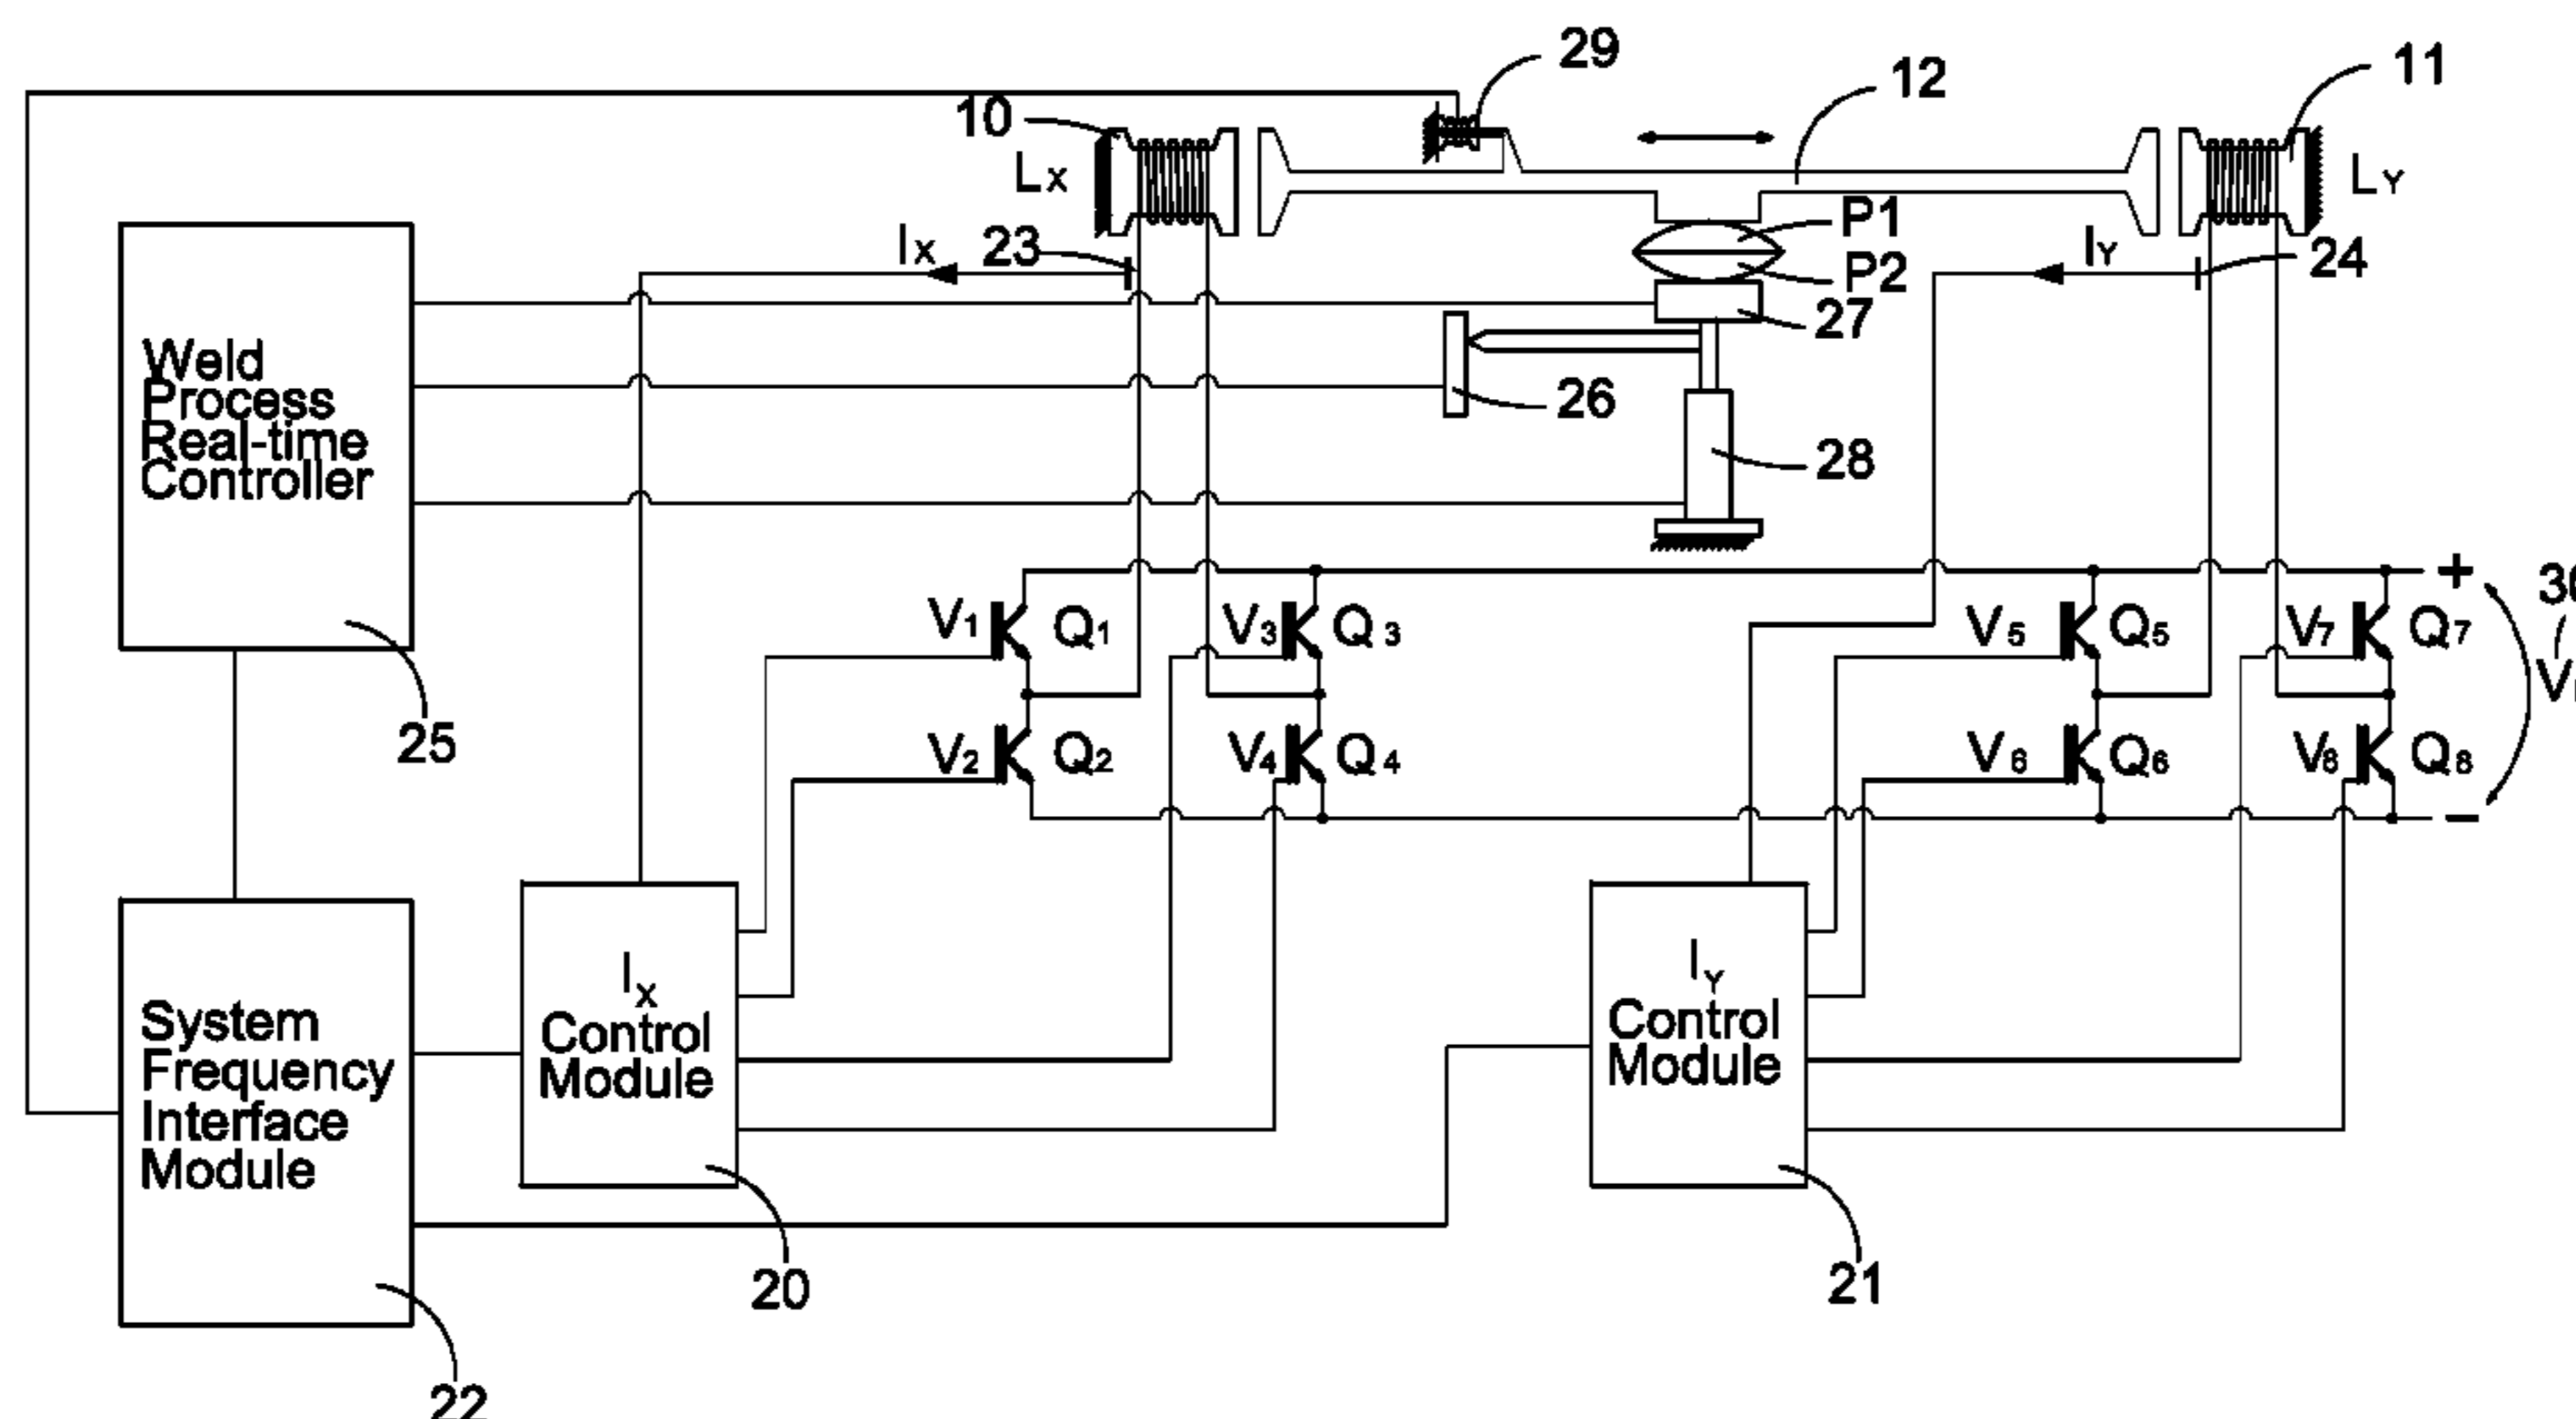 29
12
11
10
LX
LY
P1
IX
23
IY
24
P2
27
Weld
Process
Real-time
Controller
26
28
+
V1
Q1
V3
Q3
V5
Q5
V7
Q7
25
V2
Q2
V4
Q4
V6
Q6
V8
Q8
−
System
Frequency
Interface
Module
IX
Control
Module
IY
Control
Module
20
21
22